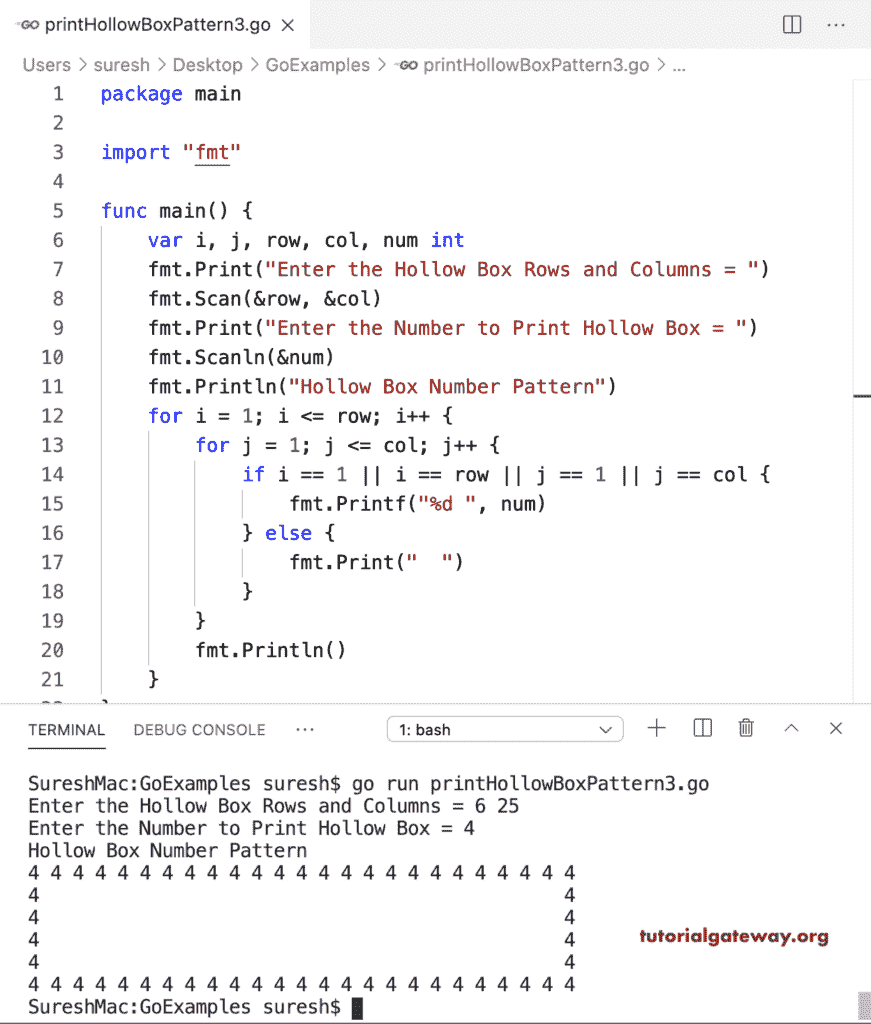 GO printHollowBoxPattern3.go
Users > suresh > Desktop > GoExamples > GO printHollowBoxPattern3.go > ...
1 package main
2
3 import "fmt"
4
5 func main() {
6     var i, j, row, col, num int
7     fmt.Print("Enter the Hollow Box Rows and Columns = ")
8     fmt.Scan(&row, &col)
9     fmt.Print("Enter the Number to Print Hollow Box = ")
10     fmt.Scanln(&num)
11     fmt.Println("Hollow Box Number Pattern")
12     for i = 1; i <= row; i++ {
13         for j = 1; j <= col; j++ {
14             if i == 1 || i == row || j == 1 || j == col {
15                 fmt.Printf("%d ", num)
16             } else {
17                 fmt.Print("  ")
18             }
19         }
20         fmt.Println()
21     }
TERMINAL DEBUG CONSOLE ... 1: bash
SureshMac:GoExamples suresh$ go run printHollowBoxPattern3.go
Enter the Hollow Box Rows and Columns = 6 25
Enter the Number to Print Hollow Box = 4
Hollow Box Number Pattern
4 4 4 4 4 4 4 4 4 4 4 4 4 4 4 4 4 4 4 4 4 4 4 4 4
4                                               4
4                                               4
4                                               4
4                                               4
4 4 4 4 4 4 4 4 4 4 4 4 4 4 4 4 4 4 4 4 4 4 4 4 4
SureshMac:GoExamples suresh$
tutorialgateway.org